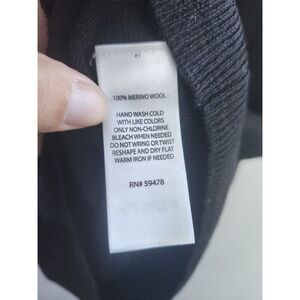 100% MERINO WOOL
HAND WASH COLD
WITH LIKE COLORS
ONLY NON-CHLORINE
BLEACH WHEN NEEDED
DO NOT WRING OR TWIST
RESHAPE AND DRY FLAT
WARM IRON IF NEEDED
RN# 59478